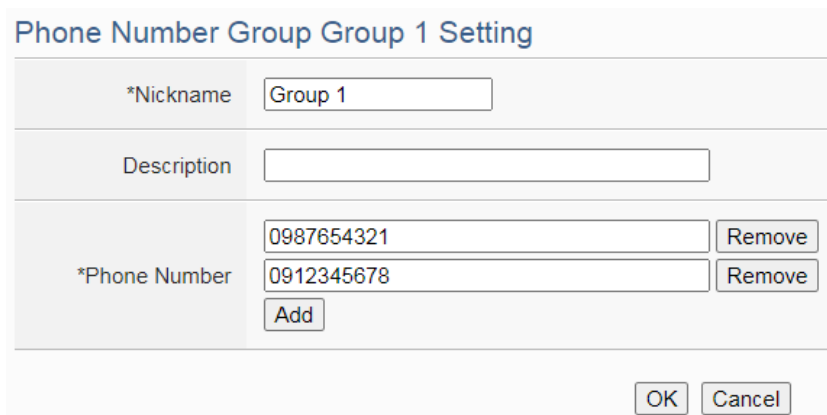 Phone Number Group Group 1 Setting
*Nickname Group 1
Description
0987654321 Remove
*Phone Number 0912345678 Remove
Add
OK Cancel